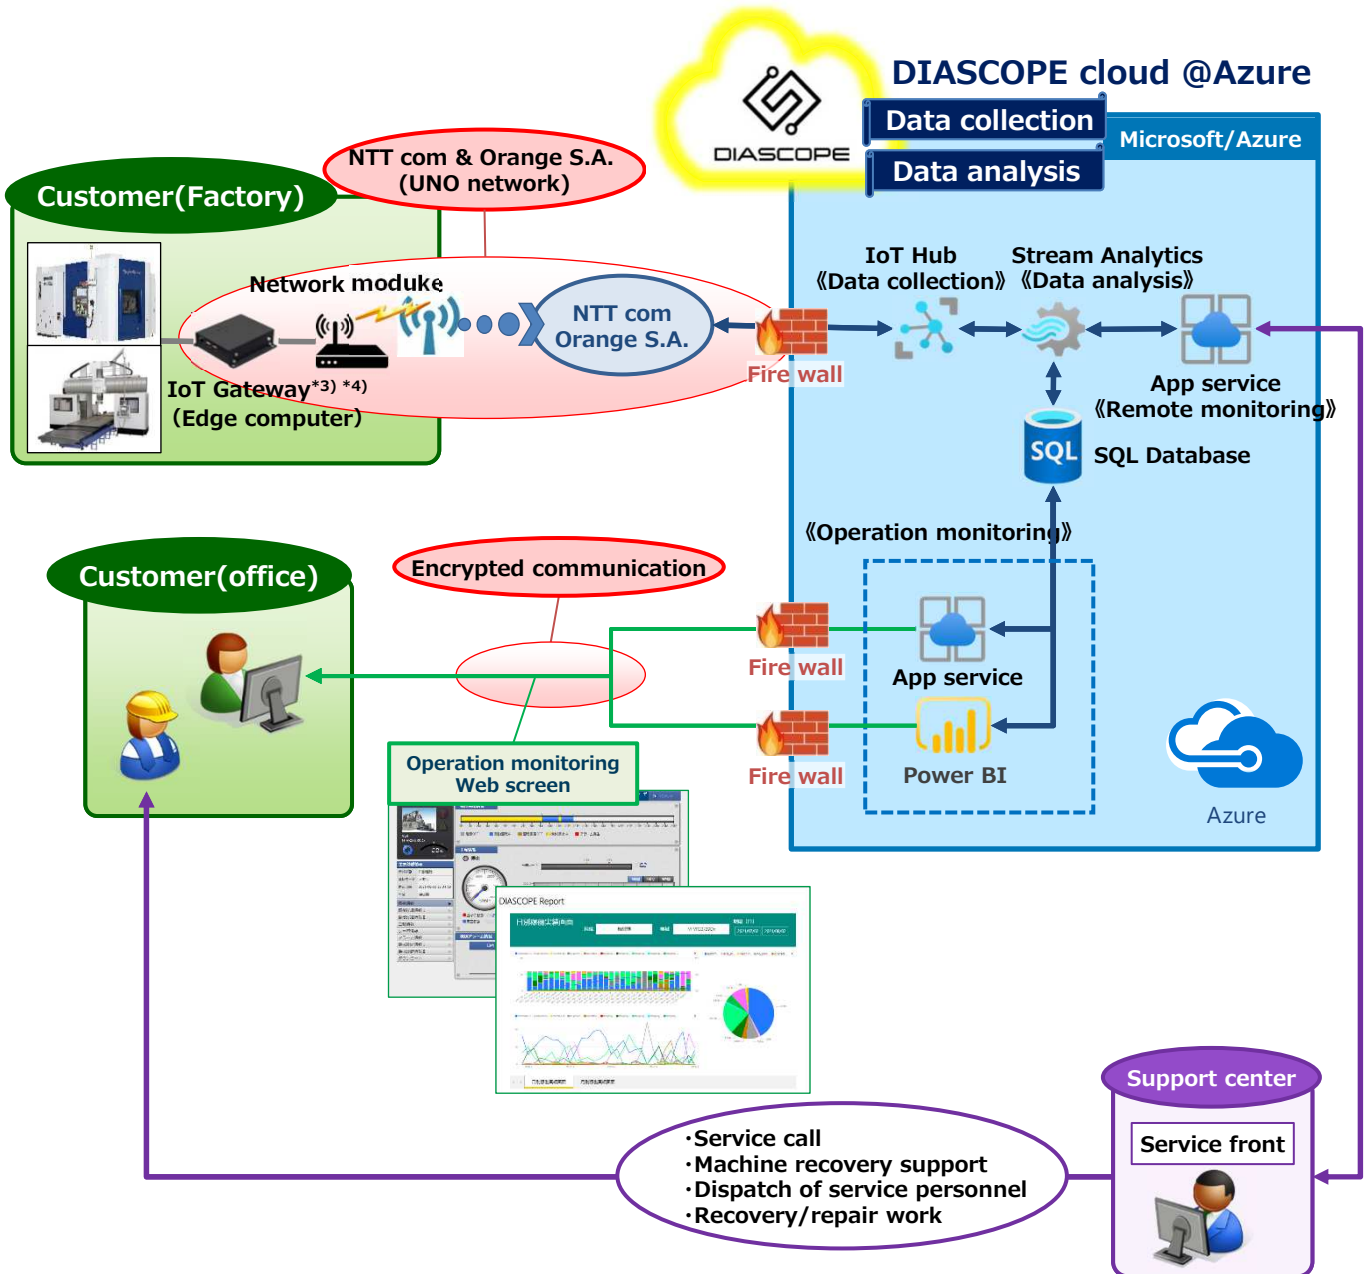 DIASCOPE cloud @Azure
DIASCOPE
Data collection
Data analysis
Microsoft/Azure
NTT com & Orange S.A.
(UNO network)
Customer(Factory)
Network moduke
NTT com
Orange S.A.
IoT Gateway*3) *4)
(Edge computer)
Fire wall
IoT Hub
《Data collection》
Stream Analytics
《Data analysis》
App service
《Remote monitoring》
SQL
SQL Database
《Operation monitoring》
Customer(office)
Encrypted communication
Fire wall
App service
Fire wall
Power BI
Azure
Operation monitoring
Web screen
DIASCOPE Report
Support center
Service front
・Service call
・Machine recovery support
・Dispatch of service personnel
・Recovery/repair work